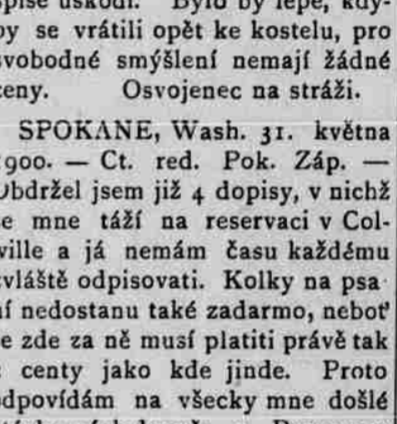 uškodí. Bylo by lépe, kdy-
by se vrátili opět ke kostelu, pro
svobodné smýšlení nemají žádné
ceny. Osvojenec na stráži.
SPOKANE, Wash. 31. května
1900. — Ct. red. Pok. Záp. —
Obdržel jsem již 4 dopisy, v nichž
se mne táží na reservaci v Col-
ville a já nemám času každému
zvláště odpisovati. Kolky na psa
ní nedostanu také zadarmo, neboť
se zde za ně musí platiti právě tak
centy jako kde jinde. Proto
odpovídám na všecky mne došlé